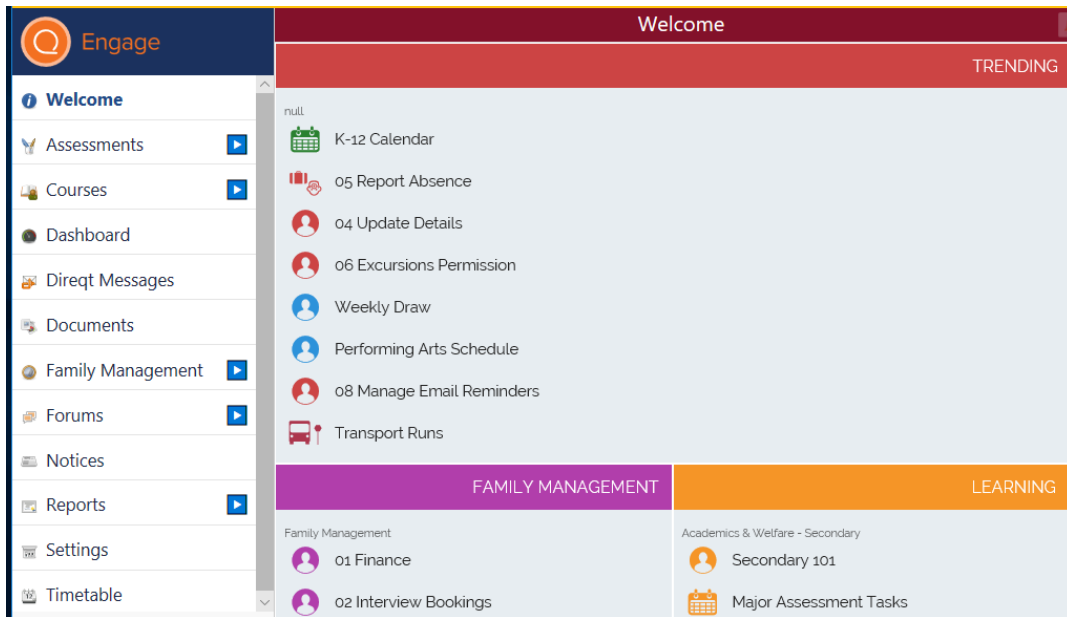 Engage
Welcome
Assessments
Courses
Dashboard
Direqt Messages
Documents
Family Management
Forums
Notices
Reports
Settings
Timetable
Welcome
TRENDING
null
K-12 Calendar
05 Report Absence
04 Update Details
06 Excursions Permission
Weekly Draw
Performing Arts Schedule
08 Manage Email Reminders
Transport Runs
FAMILY MANAGEMENT
Family Management
01 Finance
02 Interview Bookings
LEARNING
Academics & Welfare - Secondary
Secondary 101
Major Assessment Tasks